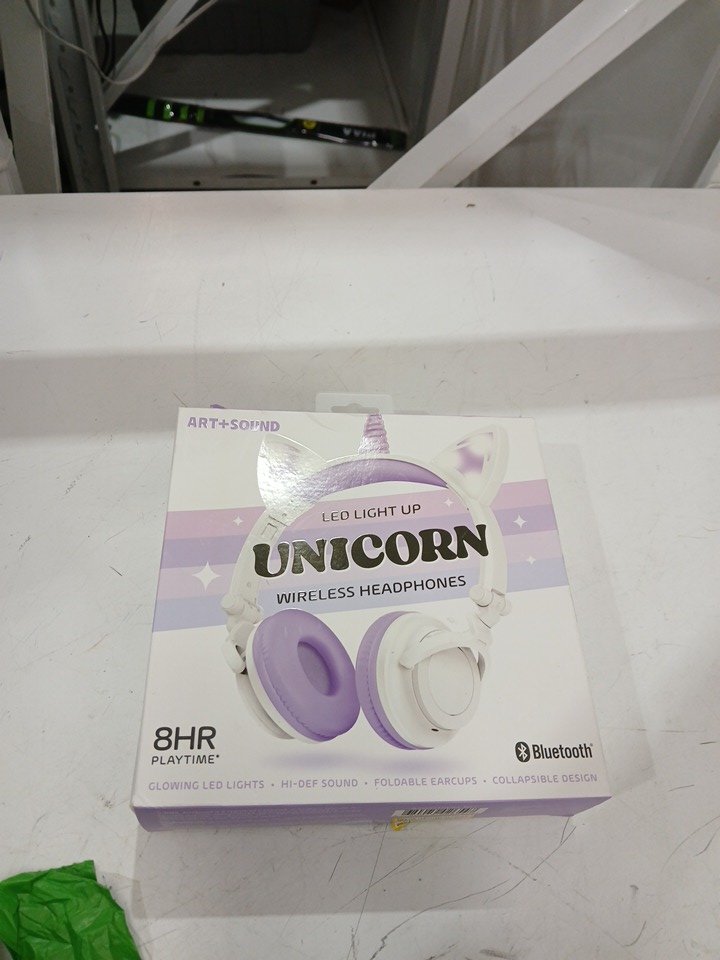 ART+SOUND
LED LIGHT UP
UNICORN
WIRELESS HEADPHONES
8HR
PLAYTIME*
Bluetooth®
GLOWING LED LIGHTS • HI-DEF SOUND • FOLDABLE EARCUPS • COLLAPSIBLE DESIGN